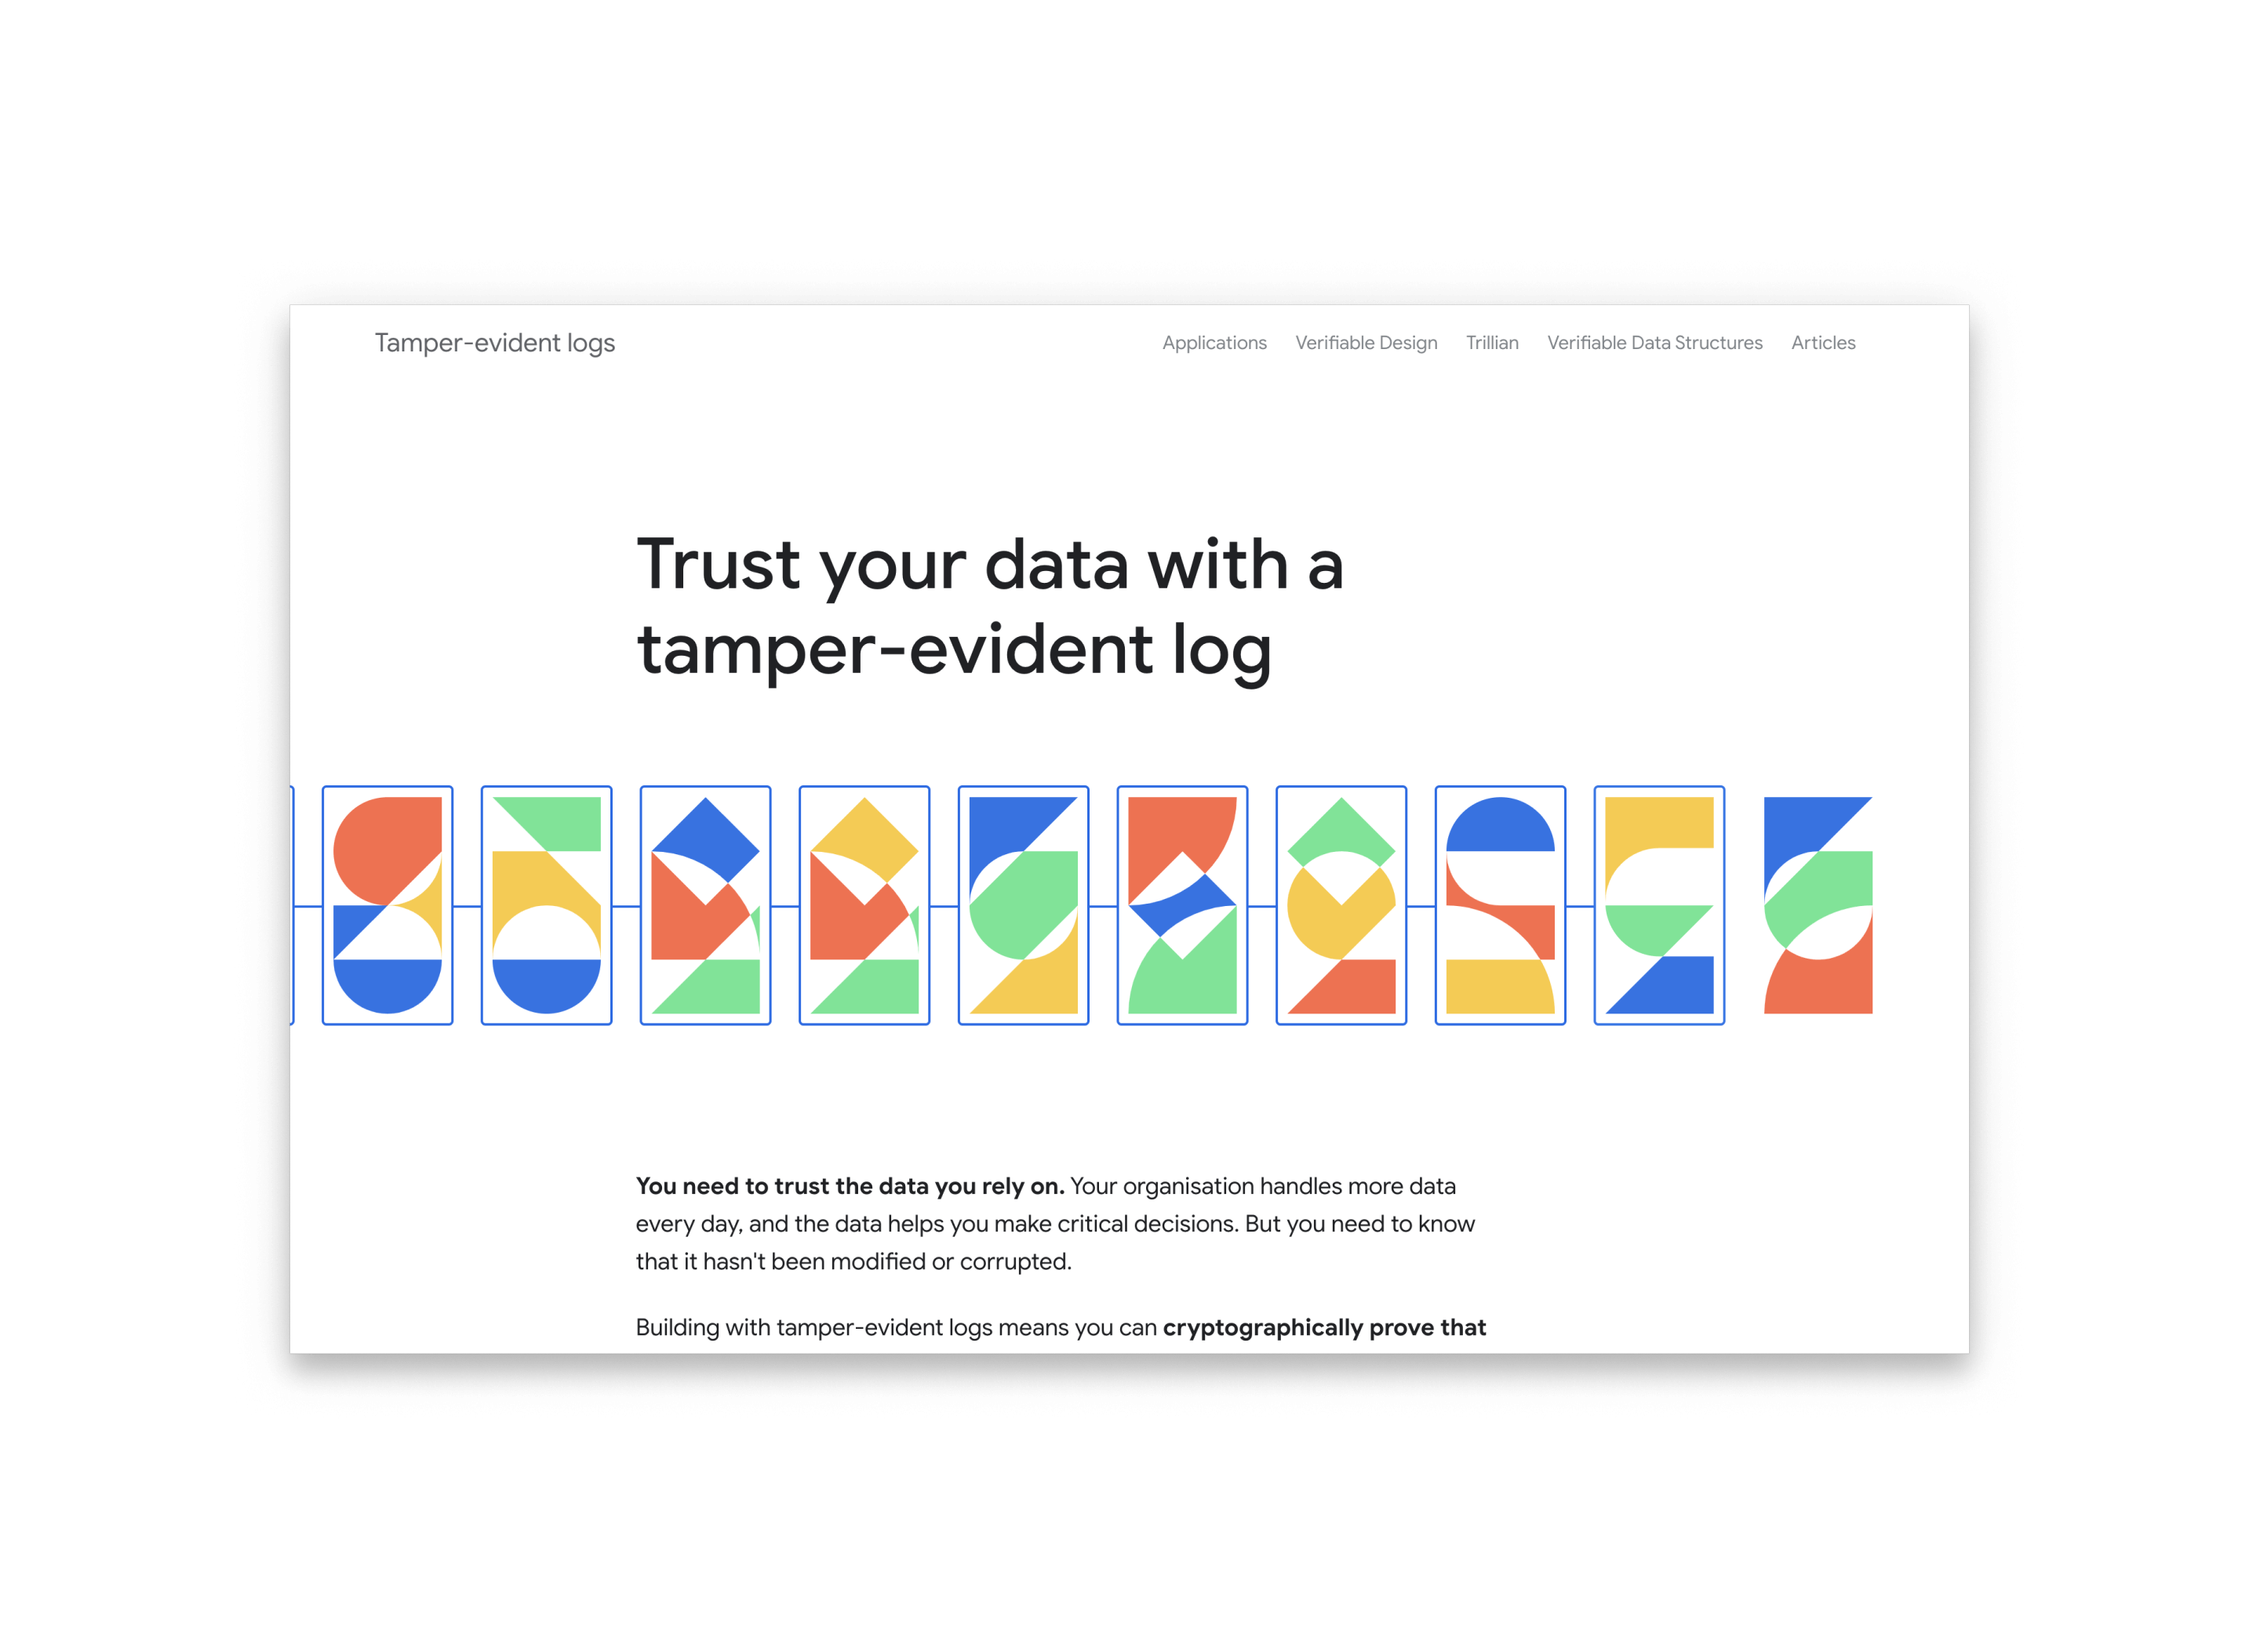 Tamper-evident logs
Applications Verifiable Design Trillian Verifiable Data Structures Articles
Trust your data with a
tamper-evident log
You need to trust the data you rely on. Your organisation handles more data
every day, and the data helps you make critical decisions. But you need to know
that it hasn't been modified or corrupted.
Building with tamper-evident logs means you can cryptographically prove that